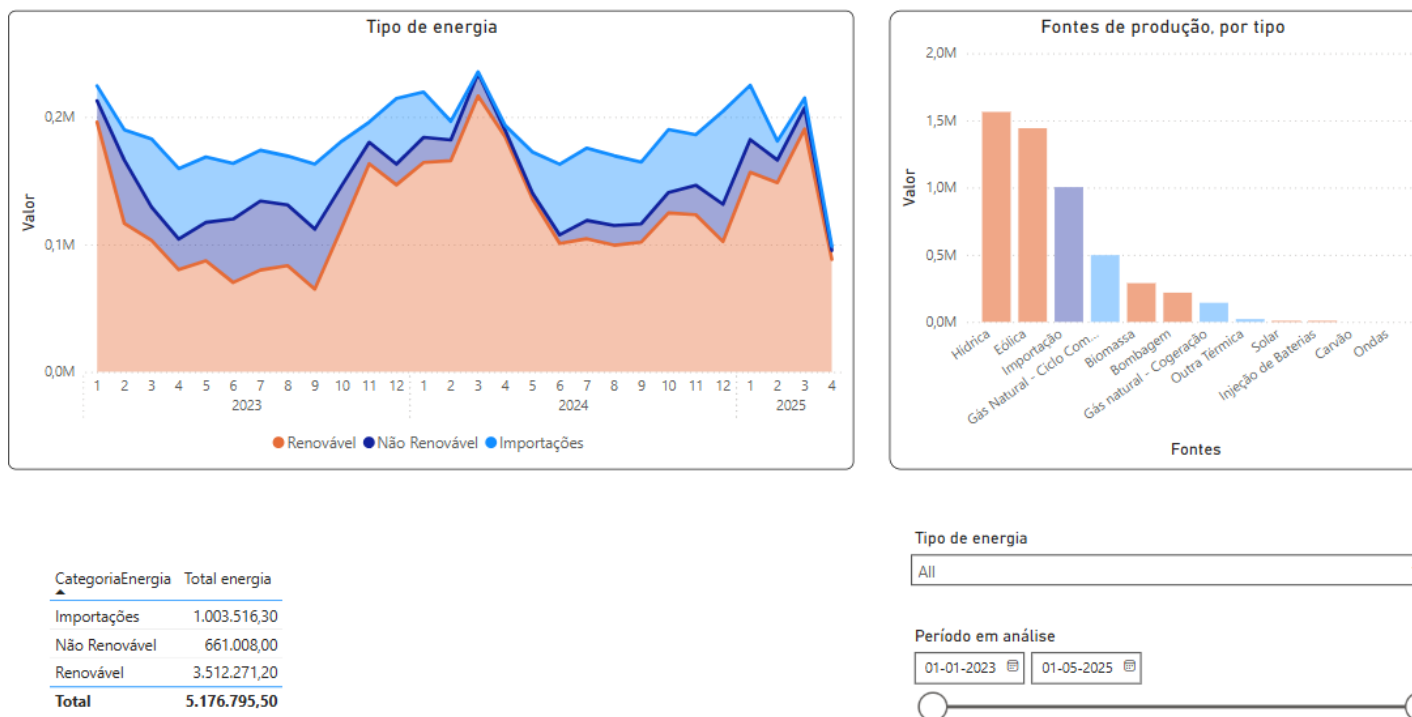 Tipo de energia
Valor
0,2M
0,1M
0,0M
1 2 3 4 5 6 7 8 9 10 11 12 1 2 3 4 5 6 7 8 9 10 11 12 1 2 3 4
2023 2024 2025
Renovável Não Renovável Importações
Fontes de produção, por tipo
Valor
2,0M
1,5M
1,0M
0,5M
0,0M
Hídrica
Eólica
Importação
Gás Natural - Ciclo Com...
Biomassa
Bombagem
Gás natural - Cogeração
Outra Térmica
Solar
Injeção de Baterias
Carvão
Ondas
Fontes
CategoriaEnergia Total energia
Importações 1.003.516,30
Não Renovável 661.008,00
Renovável 3.512.271,20
Total 5.176.795,50
Tipo de energia
All
Período em análise
01-01-2023 01-05-2025